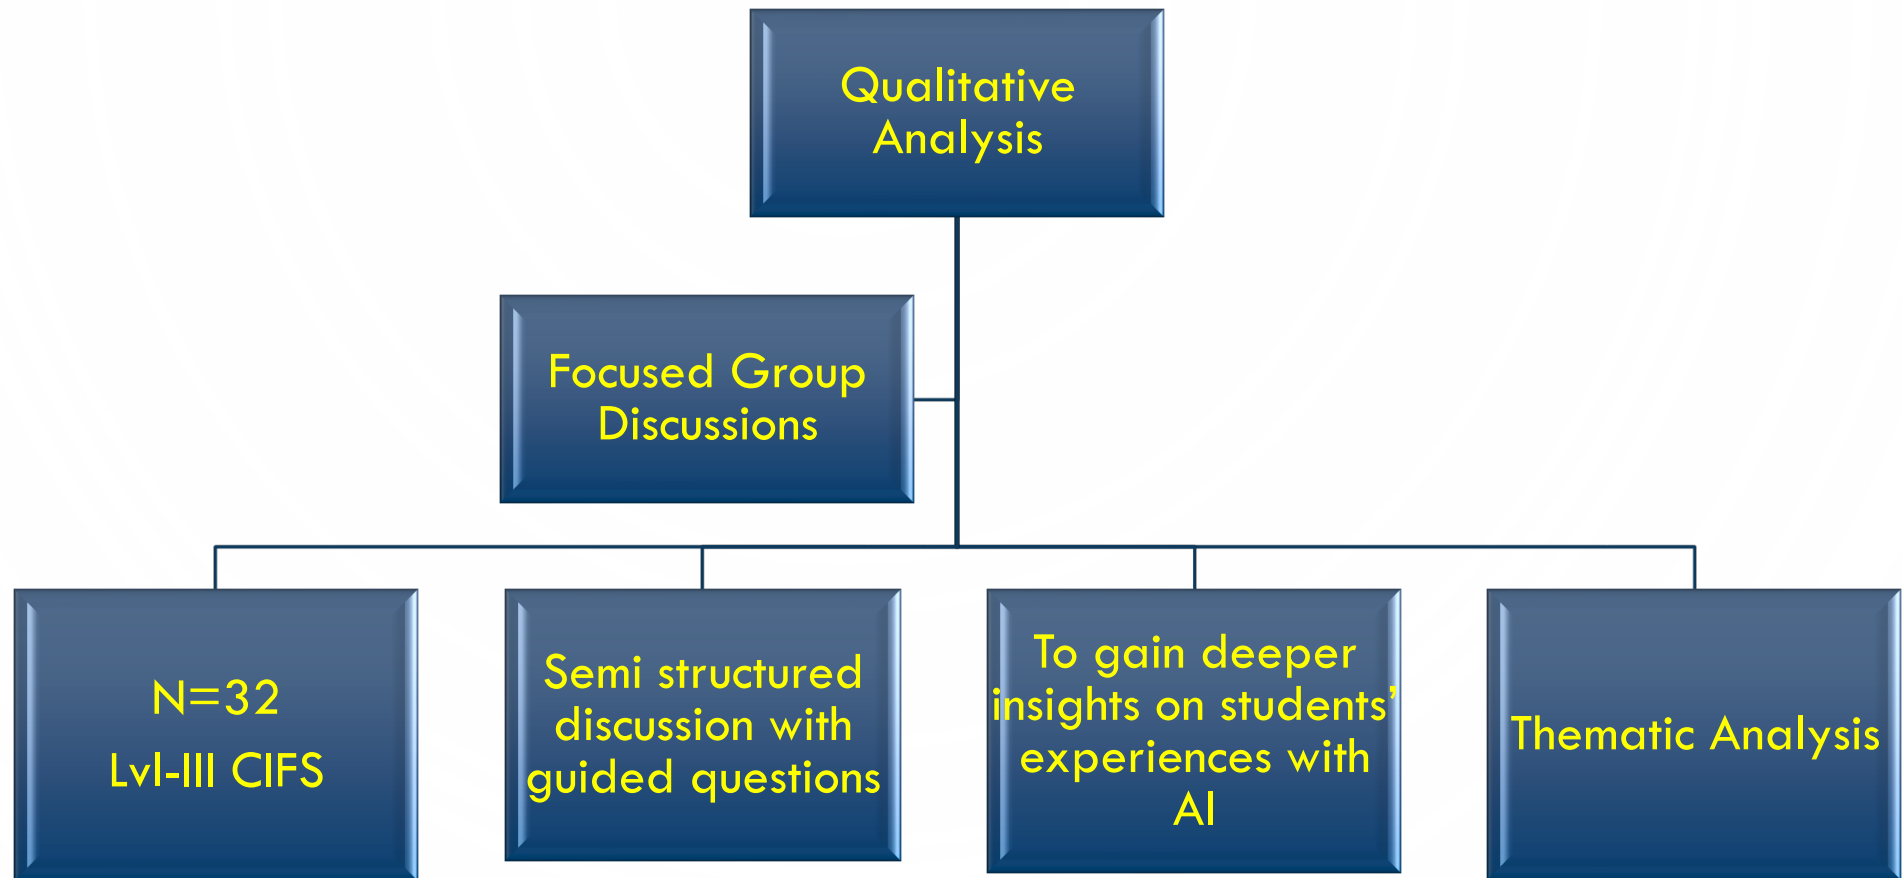 Qualitative
Analysis
Focused Group
Discussions
N=32
Lvl-III CIFS
Semi structured
discussion with
guided questions
To gain deeper
insights on students’
experiences with
AI
Thematic Analysis